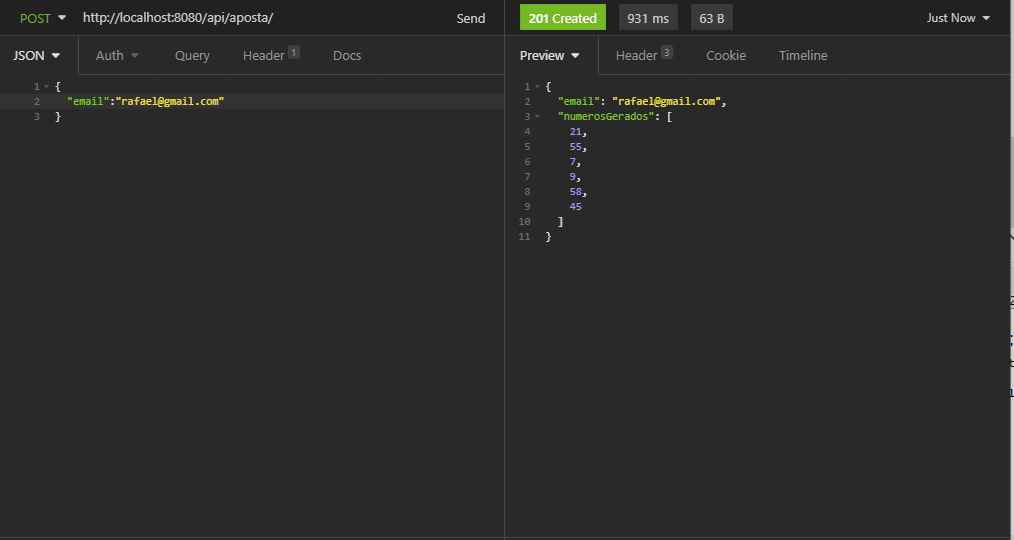 POST http://localhost:8080/api/aposta/ Send
201 Created 931 ms 63 B Just Now
JSON Auth Query Header 1 Docs
Preview Header 3 Cookie Timeline
1 {
2 "email":"rafael@gmail.com"
3 }
1 {
2 "email": "rafael@gmail.com",
3 "numerosGerados": [
4 21,
5 55,
6 7,
7 9,
8 58,
9 45
10 ]
11 }